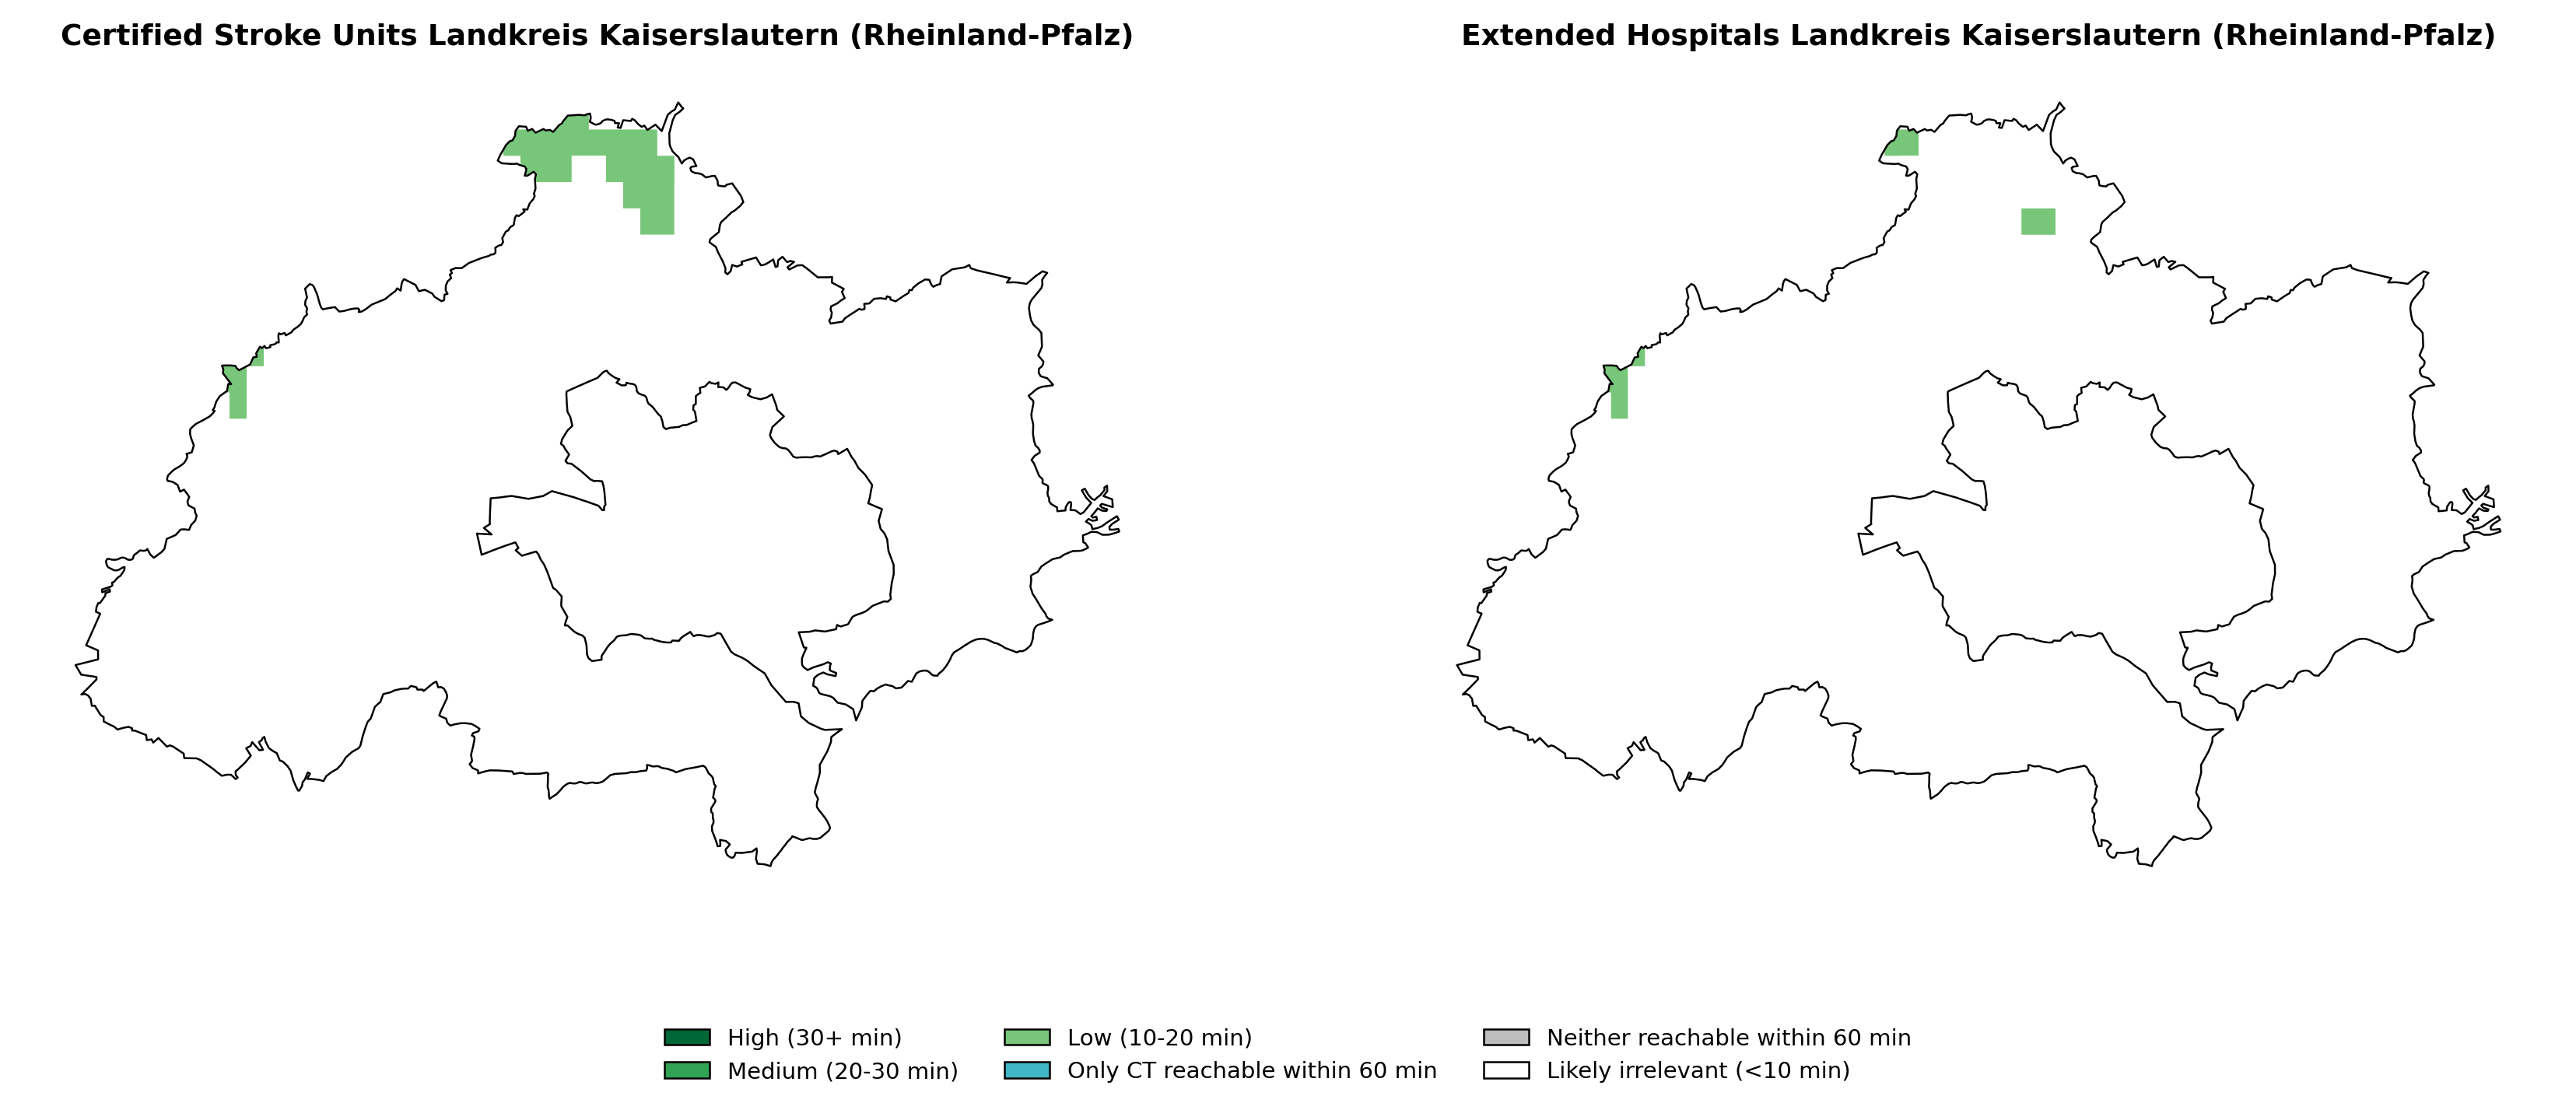 Certified Stroke Units Landkreis Kaiserslautern (Rheinland-Pfalz)
Extended Hospitals Landkreis Kaiserslautern (Rheinland-Pfalz)
High (30+ min)
Medium (20-30 min)
Low (10-20 min)
Only CT reachable within 60 min
Neither reachable within 60 min
Likely irrelevant (<10 min)